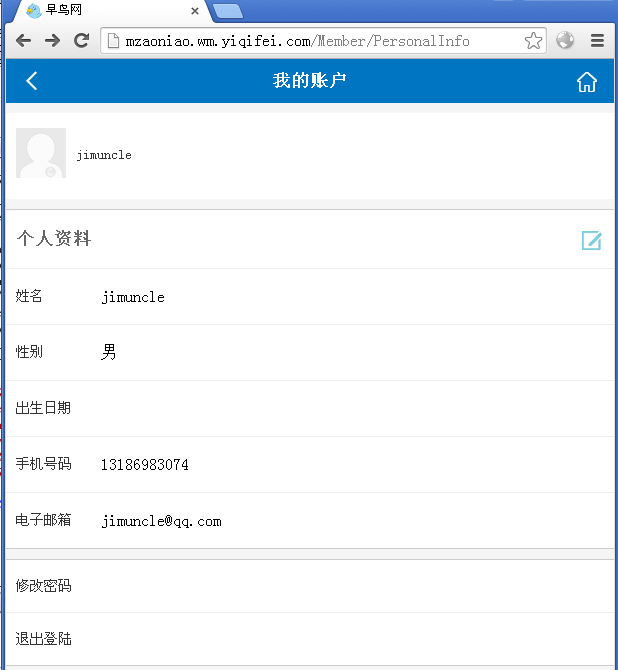 早鸟网
mzaoniao.wm.yiqifei.com/Member/PersonalInfo
我的账户
jimuncle
个人资料
姓名 jimuncle
性别 男
出生日期
手机号码 13186983074
电子邮箱 jimuncle@qq.com
修改密码
退出登陆